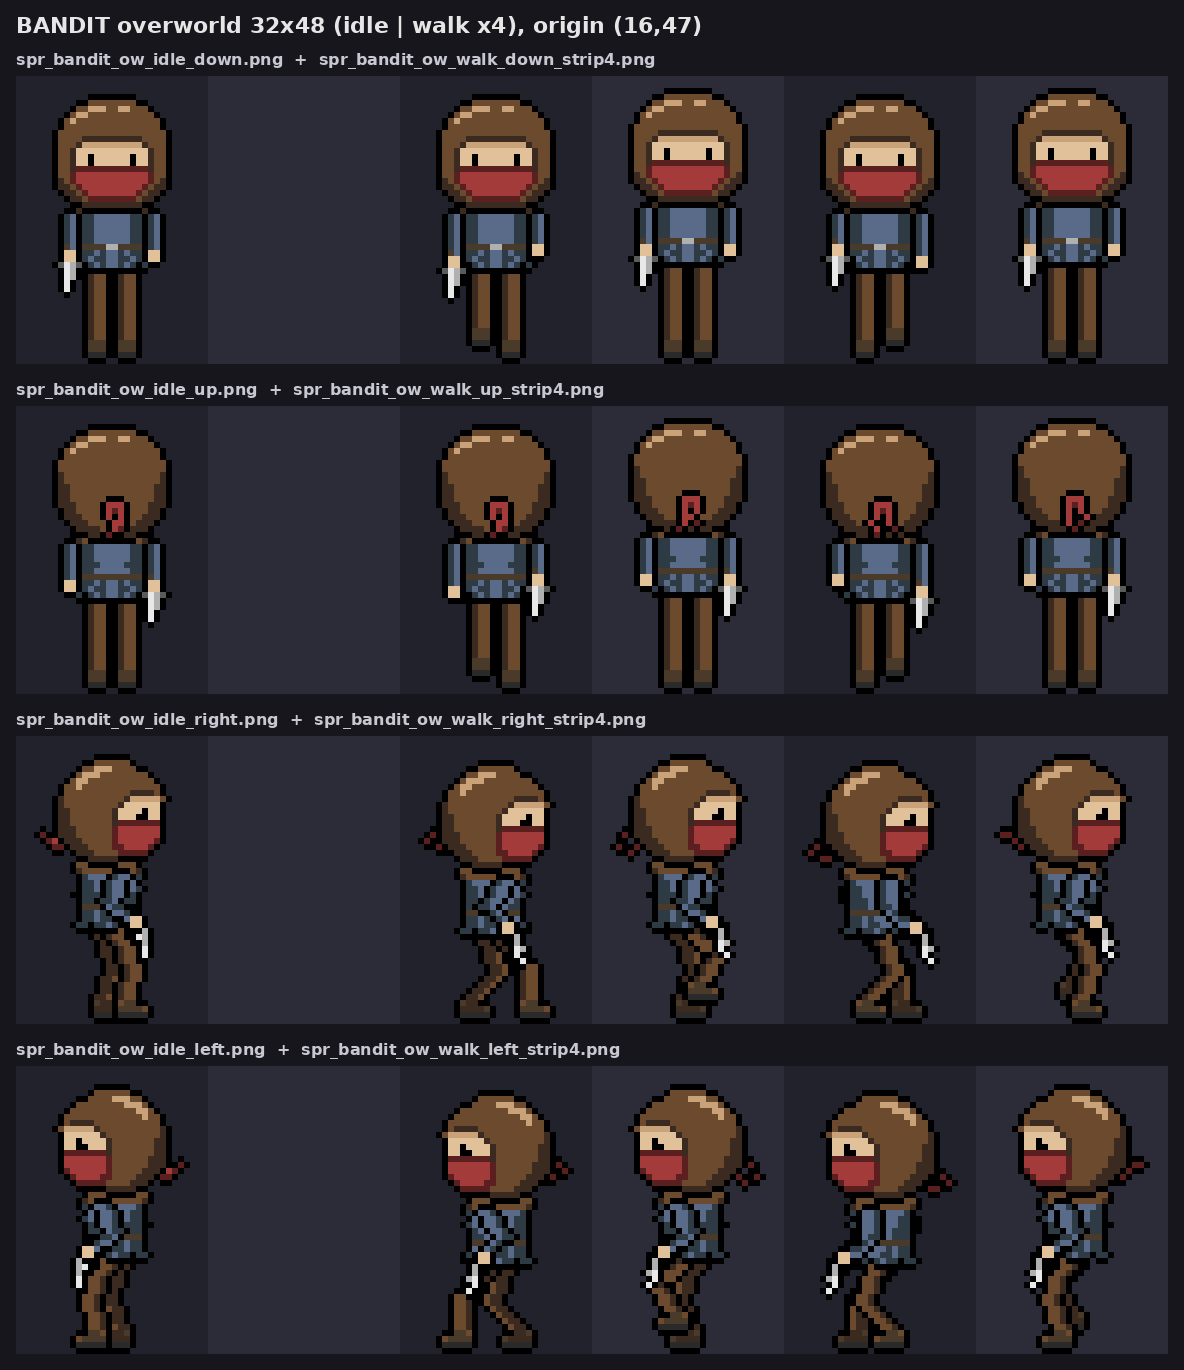 BANDIT overworld 32x48 (idle | walk x4), origin (16,47)
spr_bandit_ow_idle_down.png + spr_bandit_ow_walk_down_strip4.png
spr_bandit_ow_idle_up.png + spr_bandit_ow_walk_up_strip4.png
spr_bandit_ow_idle_right.png + spr_bandit_ow_walk_right_strip4.png
spr_bandit_ow_idle_left.png + spr_bandit_ow_walk_left_strip4.png